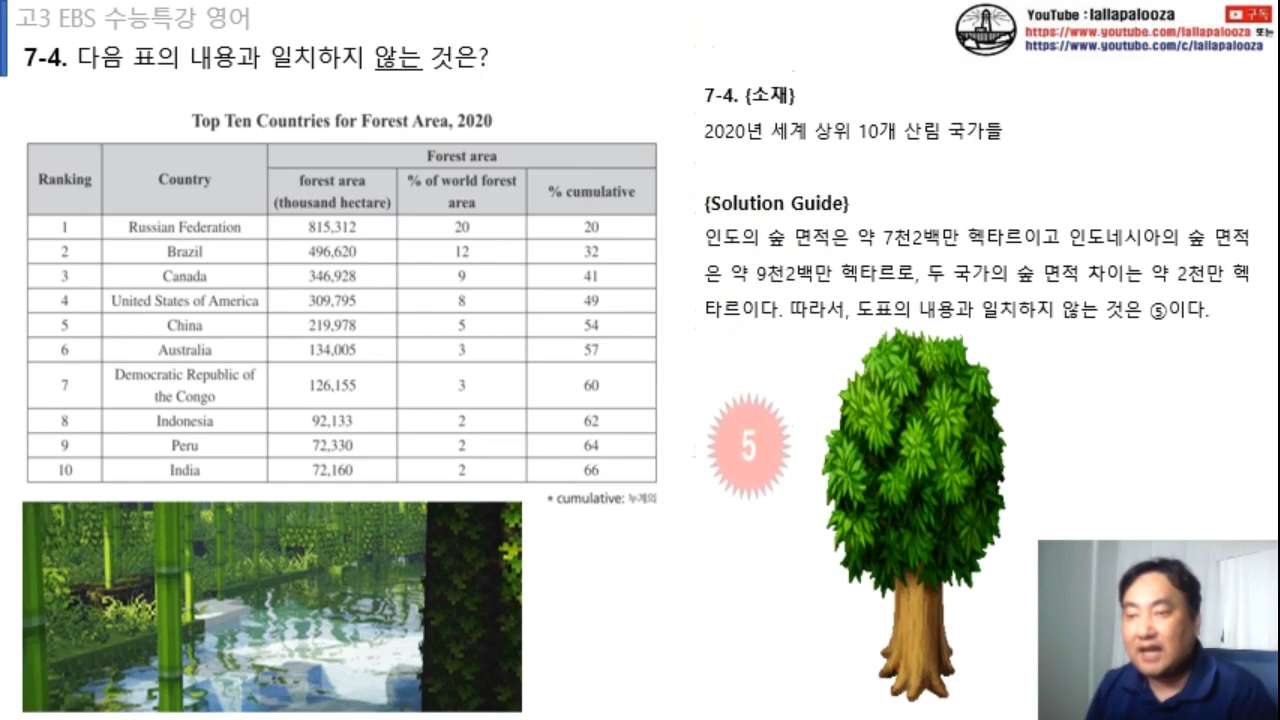 고3 EBS 수능특강 영어
7-4. 다음 표의 내용과 일치하지 않는 것은?
Top Ten Countries for Forest Area, 2020
Ranking Country Forest area
forest area (thousand hectare) % of world forest area % cumulative
1 Russian Federation 815,312 20 20
2 Brazil 496,620 12 32
3 Canada 346,928 9 41
4 United States of America 309,795 8 49
5 China 219,978 5 54
6 Australia 134,005 3 57
7 Democratic Republic of the Congo 126,155 3 60
8 Indonesia 92,133 2 62
9 Peru 72,330 2 64
10 India 72,160 2 66
* cumulative: 누계의
YouTube : lallapalooza 구독
https://www.youtube.com/lallapalooza 또는
https://www.youtube.com/c/lallapalooza
7-4. {소재}
2020년 세계 상위 10개 산림 국가들
{Solution Guide}
인도의 숲 면적은 약 7천2백만 헥타르이고 인도네시아의 숲 면적
은 약 9천2백만 헥타르로, 두 국가의 숲 면적 차이는 약 2천만 헥
타르이다. 따라서, 도표의 내용과 일치하지 않는 것은 ⑤이다.
5